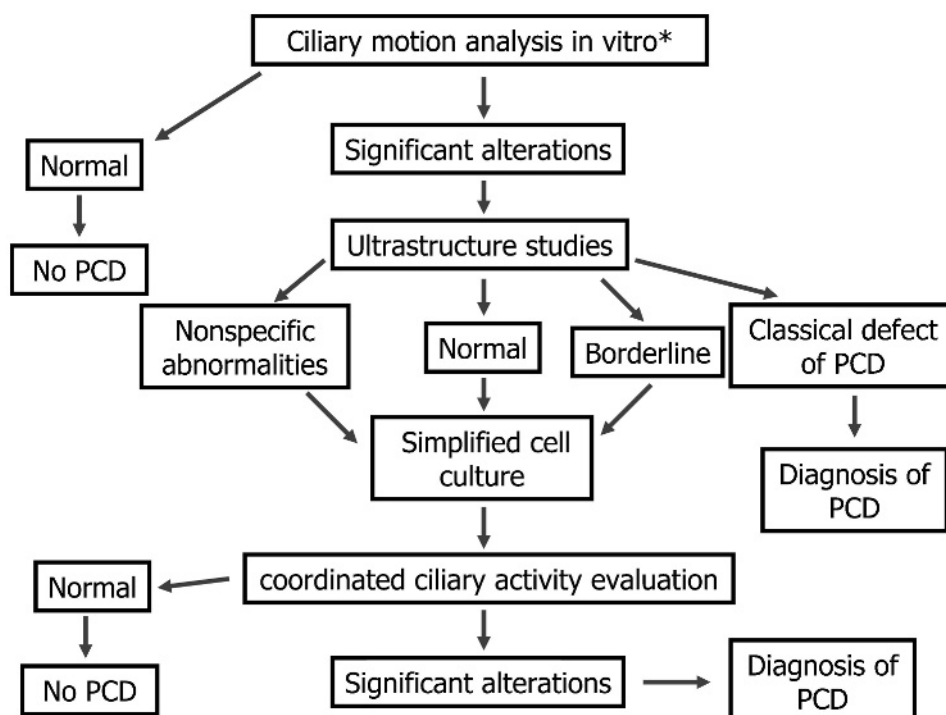 Ciliary motion analysis in vitro*
Normal
Significant alterations
No PCD
Ultrastructure studies
Nonspecific
abnormalities
Normal
Borderline
Classical defect
of PCD
Simplified cell
culture
Diagnosis of
PCD
coordinated ciliary activity evaluation
Normal
No PCD
Significant alterations
Diagnosis of
PCD